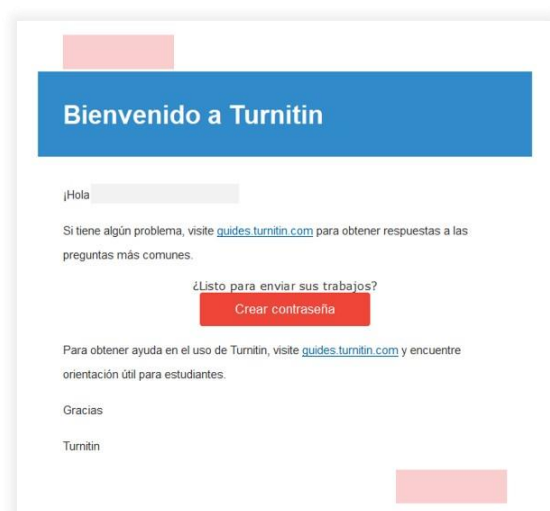 Bienvenido a Turnitin
¡Hola
Si tiene algún problema, visite guides.turnitin.com para obtener respuestas a las
preguntas más comunes.
¿Listo para enviar sus trabajos?
Crear contraseña
Para obtener ayuda en el uso de Turnitin, visite guides.turnitin.com y encuentre
orientación útil para estudiantes.
Gracias
Turnitin